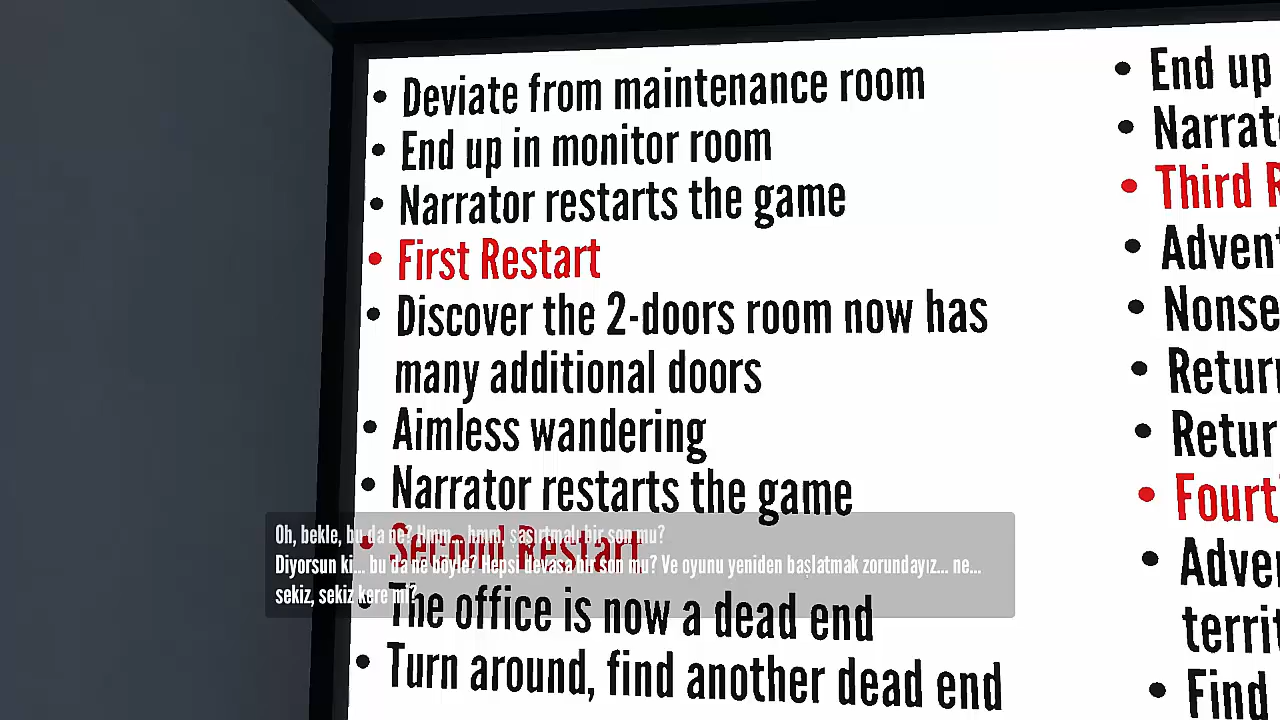 • Deviate from maintenance room
• End up in monitor room
• Narrator restarts the game
• First Restart
• Discover the 2-doors room now has
many additional doors
• Aimless wandering
• Narrator restarts the game
• Second Restart
• The office is now a dead end
• Turn around, find another dead end
• End up
• Narrat
• Third R
• Advent
• Nonse
• Return
• Retur
• Fourt
• Adve
territ
• Find
Oh, bekle, bu da ne? Hmm... hmm, şaşırtmalı bir son mu?
Diyorsun ki... bu da ne böyle? Hepsi devasa bir son mu? Ve oyunu yeniden başlatmak zorundayız... ne...
sekiz, sekiz kere mi?